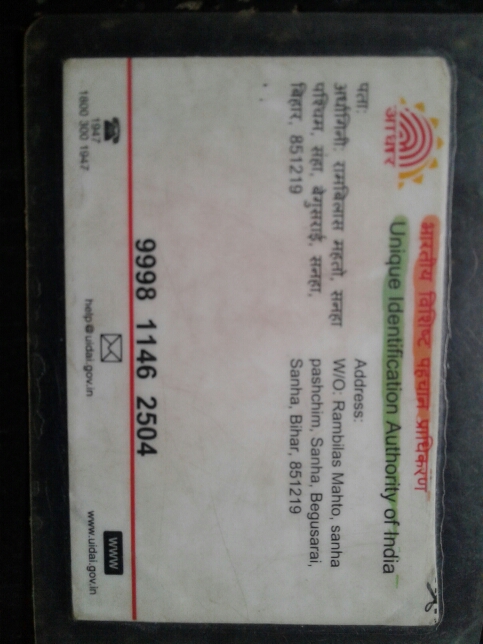 आधार
भारतीय विशिष्ट पहचान प्राधिकरण
Unique Identification Authority of India
पता:
अर्धांगिनी: रामबिलास महतो, सनहा
पश्चिम, संहा, बेगुसराई, सनहा,
बिहार, 851219
Address:
W/O: Rambilas Mahto, sanha
pashchim, Sanha, Begusarai,
Sanha, Bihar, 851219
9998 1146 2504
1947
1800 300 1947
help@uidai.gov.in
www
www.uidai.gov.in